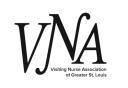 VNA
Visiting Nurse Association
of Greater St. Louis